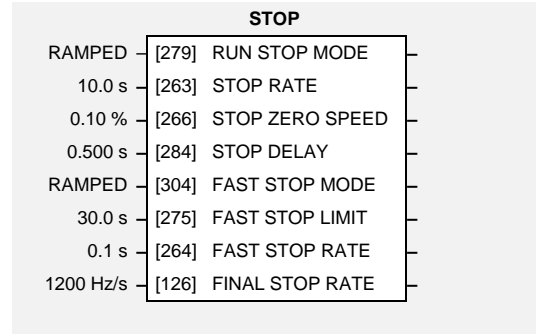 STOP
RAMPED [279] RUN STOP MODE
10.0 s [263] STOP RATE
0.10 % [266] STOP ZERO SPEED
0.500 s [284] STOP DELAY
RAMPED [304] FAST STOP MODE
30.0 s [275] FAST STOP LIMIT
0.1 s [264] FAST STOP RATE
1200 Hz/s [126] FINAL STOP RATE